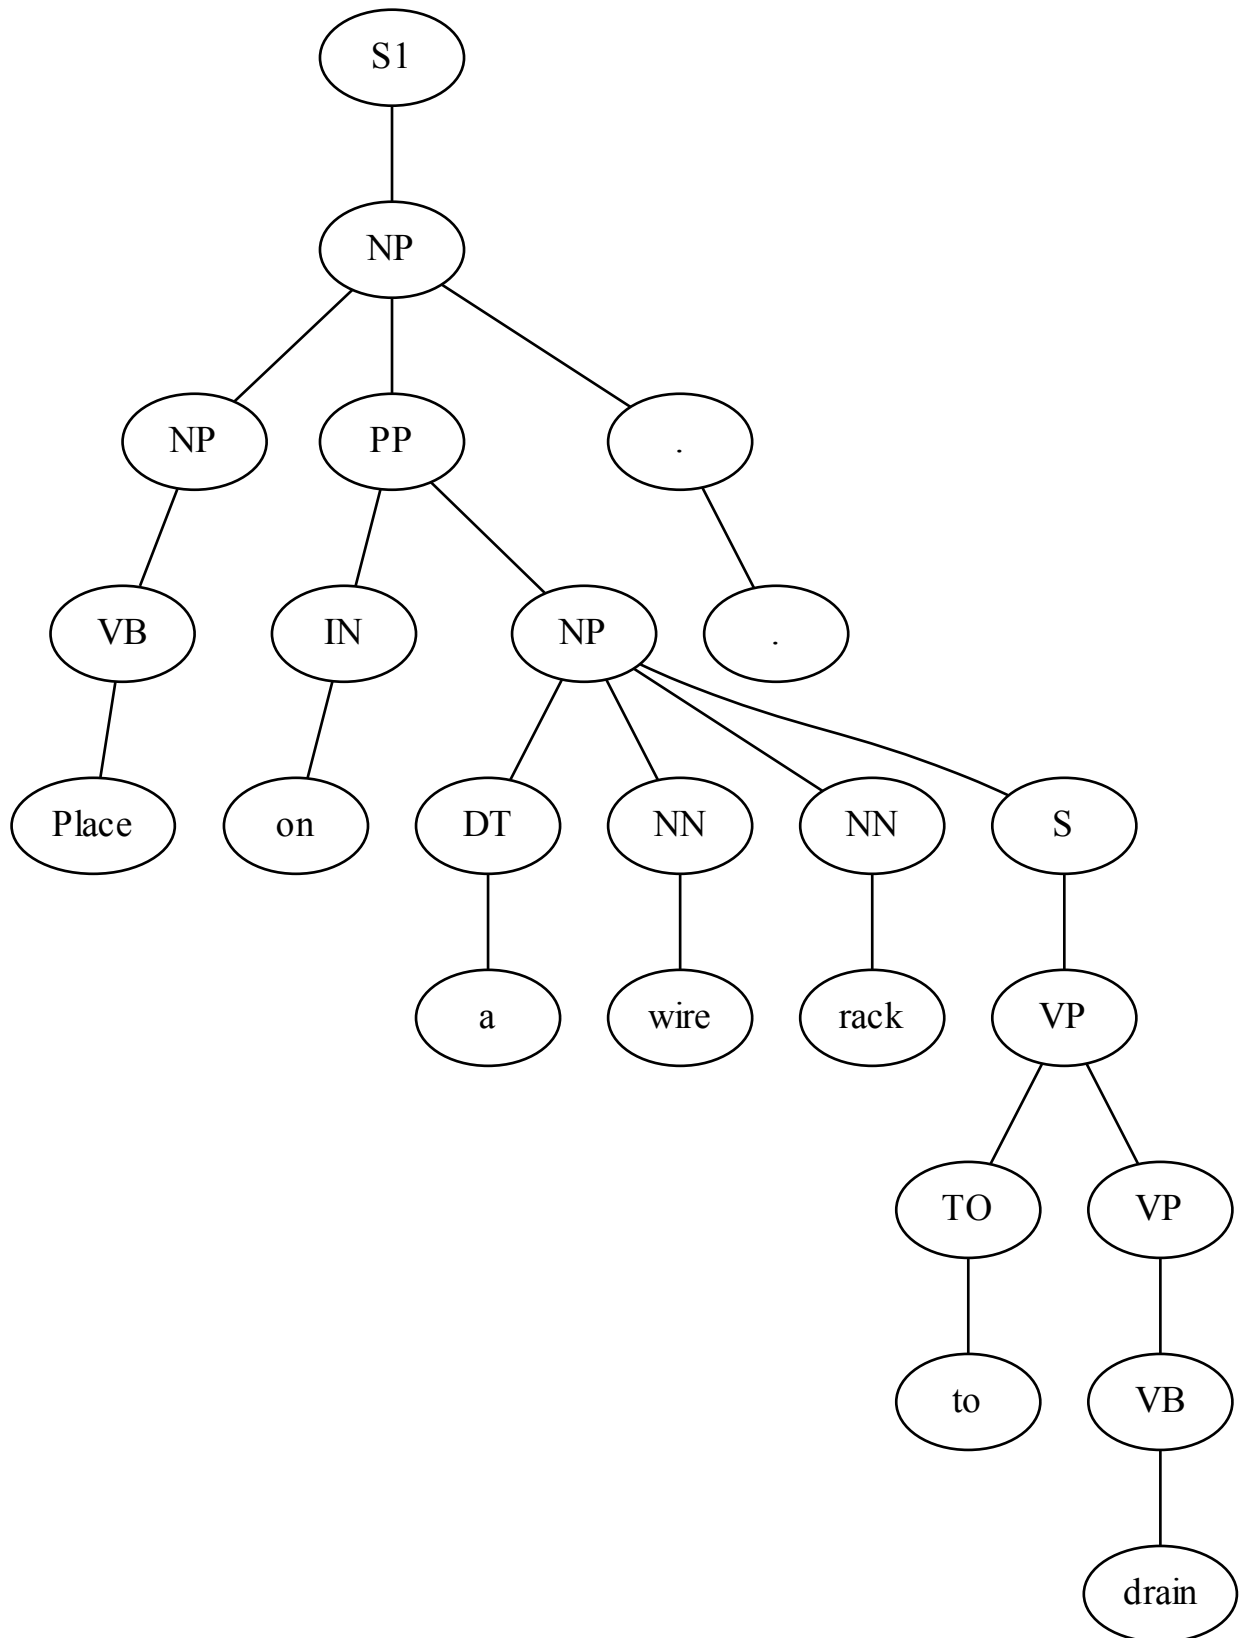 S1
NP
NP PP .
VB IN NP .
Place on DT NN NN S
a wire rack VP
TO VP
to VB
drain